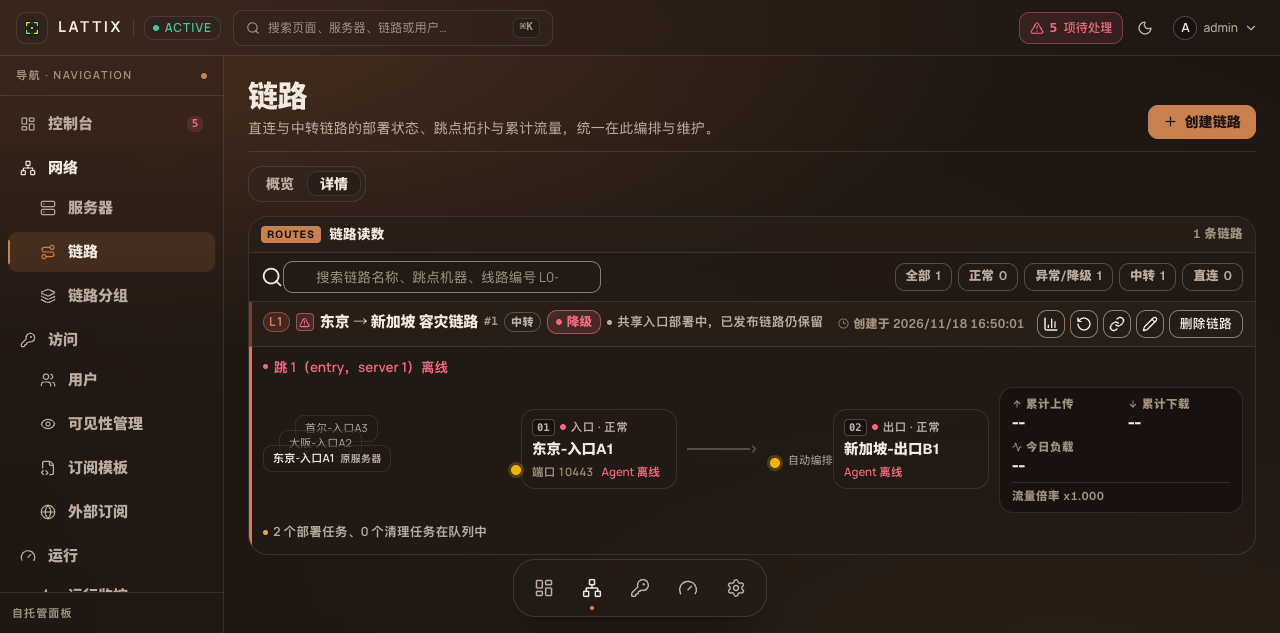 LATTIX
ACTIVE
搜索页面、服务器、链路或用户…
⌘K
5 项待处理
A
admin
导航 · NAVIGATION
控制台
5
网络
服务器
链路
链路分组
访问
用户
可见性管理
订阅模板
外部订阅
运行
自托管面板
链路
直连与中转链路的部署状态、跳点拓扑与累计流量，统一在此编排与维护。
+ 创建链路
概览
详情
ROUTES 链路读数
1 条链路
搜索链路名称、跳点机器、线路编号 L0-
全部 1
正常 0
异常/降级 1
中转 1
直连 0
L1 东京 → 新加坡 容灾链路 #1 中转 降级 共享入口部署中，已发布链路仍保留 创建于 2026/11/18 16:50:01
删除链路
跳 1（entry，server 1）离线
首尔-入口A3
大阪-入口A2
东京-入口A1 原服务器
01 入口 · 正常
东京-入口A1
端口 10443 Agent 离线
自动编排
02 出口 · 正常
新加坡-出口B1
Agent 离线
↑ 累计上传
--
↓ 累计下载
--
今日负载
--
流量倍率 x1.000
2 个部署任务、0 个清理任务在队列中